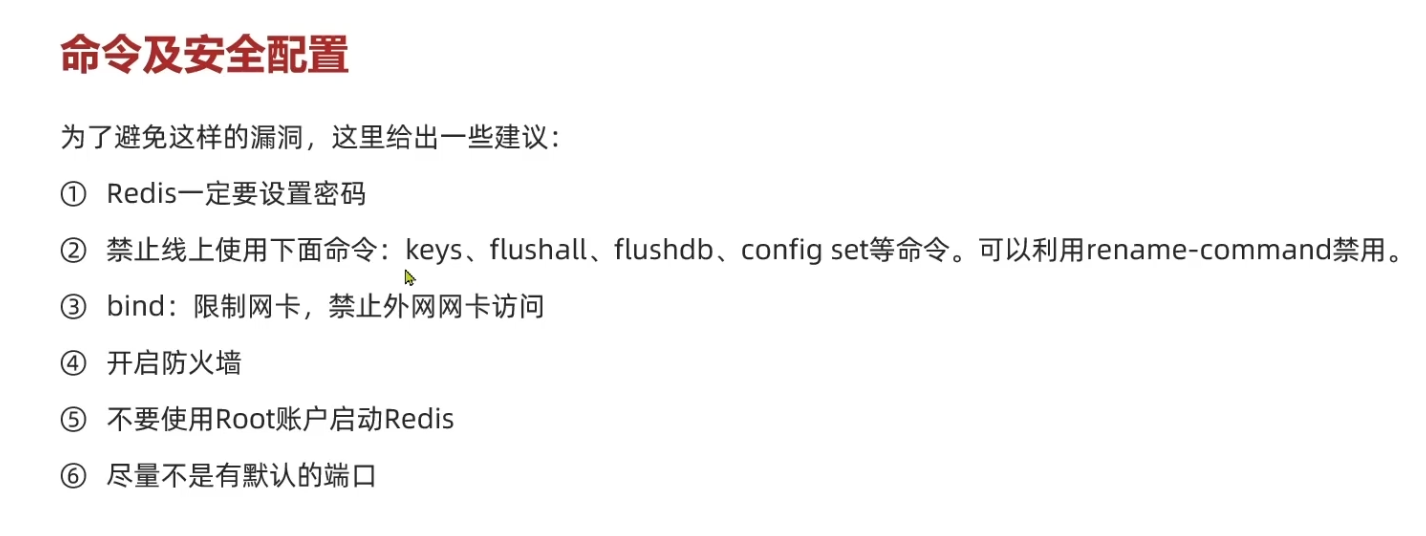 命令及安全配置
为了避免这样的漏洞，这里给出一些建议：
① Redis一定要设置密码
② 禁止线上使用下面命令：keys、flushall、flushdb、config set等命令。可以利用rename-command禁用。
③ bind：限制网卡，禁止外网网卡访问
④ 开启防火墙
⑤ 不要使用Root账户启动Redis
⑥ 尽量不是有默认的端口